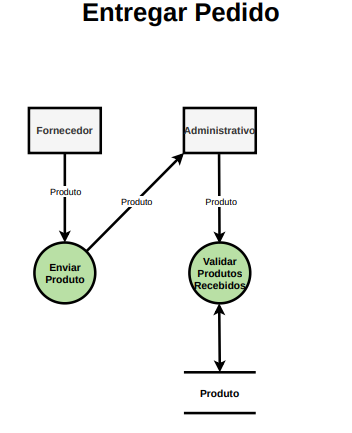 Entregar Pedido
Fornecedor
Administrativo
Produto
Produto
Produto
Enviar
Produto
Validar
Produtos
Recebidos
Produto